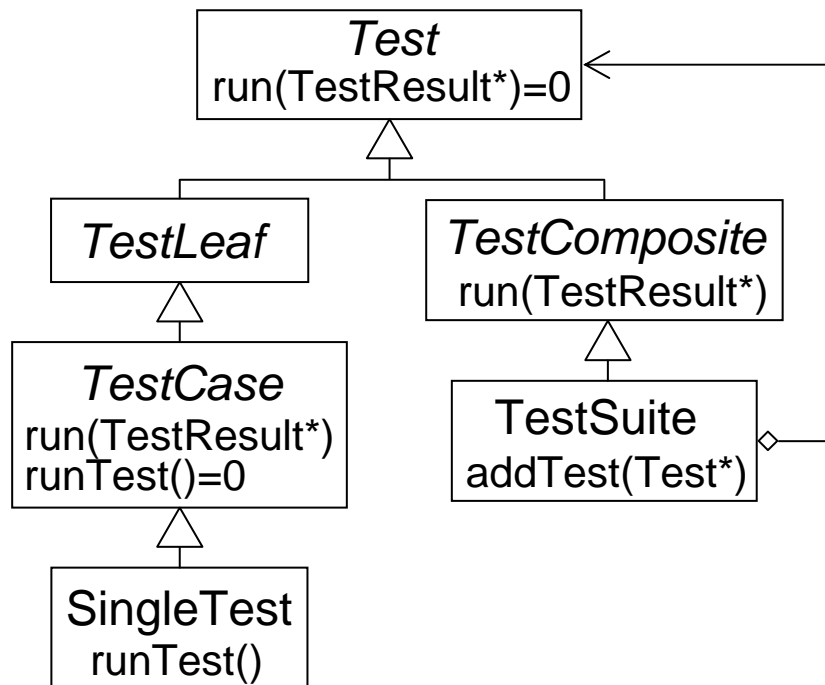 Test
run(TestResult*)=0
TestLeaf
TestComposite
run(TestResult*)
TestCase
run(TestResult*)
runTest()=0
TestSuite
addTest(Test*)
SingleTest
runTest()